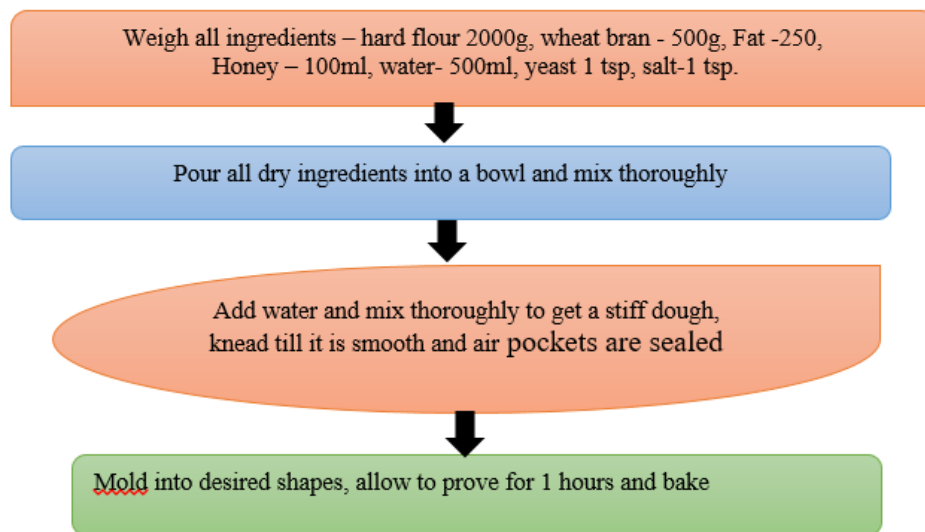 Weigh all ingredients – hard flour 2000g, wheat bran - 500g, Fat -250,
Honey – 100ml, water- 500ml, yeast 1 tsp, salt-1 tsp.
Pour all dry ingredients into a bowl and mix thoroughly
Add water and mix thoroughly to get a stiff dough,
knead till it is smooth and air pockets are sealed
Mold into desired shapes, allow to prove for 1 hours and bake